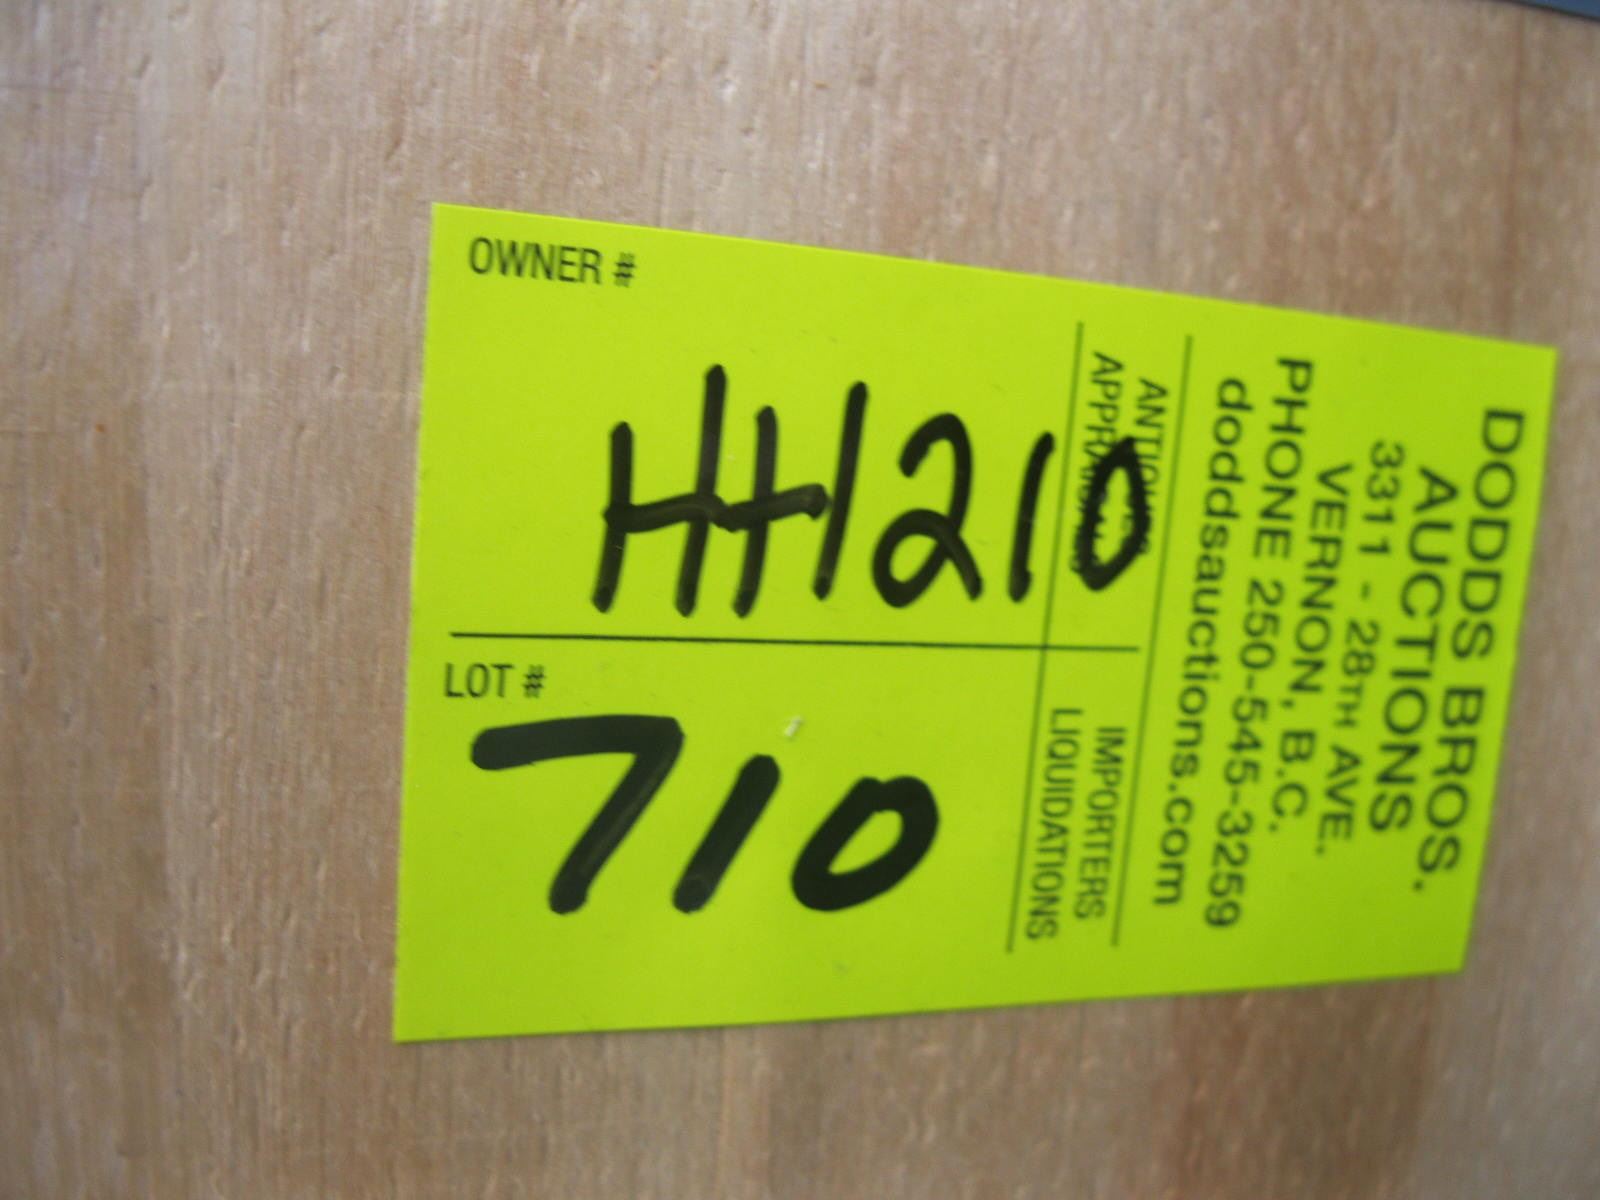 DODDS BROS.
AUCTIONS
3311 - 28TH AVE.
VERNON, B.C.
PHONE 250-545-3259
doddsauctions.com
ANTIQUES
APPRAISALS
IMPORTERS
LIQUIDATIONS
OWNER #
HH210
LOT #
710